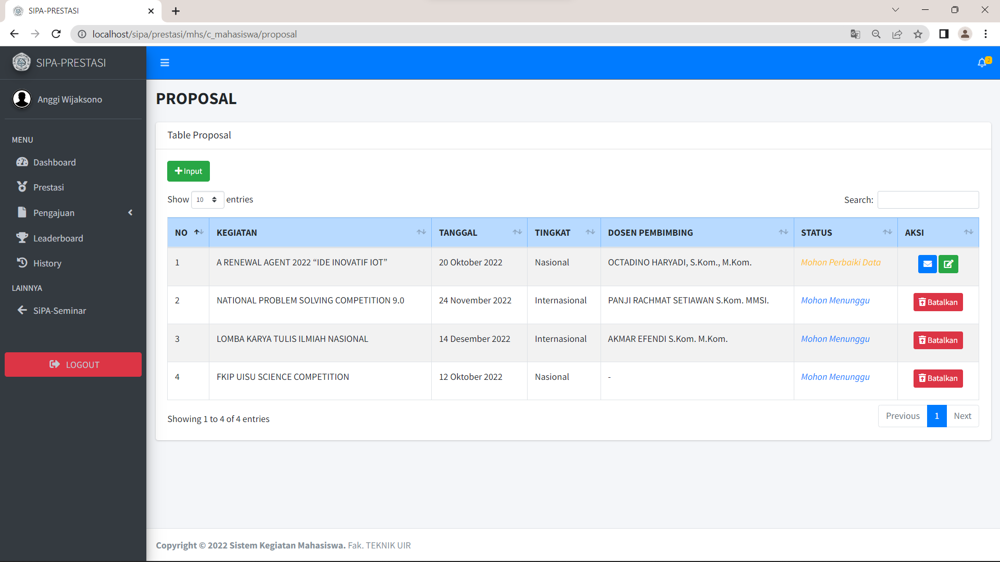 SIPA-PRESTASI
localhost/sipa/prestasi/mhs/c_mahasiswa/proposal
SIPA-PRESTASI
2
Anggi Wijaksono
MENU
Dashboard
Prestasi
Pengajuan
Leaderboard
History
LAINNYA
SiPA-Seminar
LOGOUT
PROPOSAL
Table Proposal
Input
Show 10 entries
Search:
NO KEGIATAN TANGGAL TINGKAT DOSEN PEMBIMBING STATUS AKSI
1 A RENEWAL AGENT 2022 “IDE INOVATIF IOT” 20 Oktober 2022 Nasional OCTADINO HARYADI, S.Kom., M.Kom. Mohon Perbaiki Data
2 NATIONAL PROBLEM SOLVING COMPETITION 9.0 24 November 2022 Internasional PANJI RACHMAT SETIAWAN S.Kom. MMSI. Mohon Menunggu Batalkan
3 LOMBA KARYA TULIS ILMIAH NASIONAL 14 Desember 2022 Internasional AKMAR EFENDI S.Kom. M.Kom. Mohon Menunggu Batalkan
4 FKIP UISU SCIENCE COMPETITION 12 Oktober 2022 Nasional - Mohon Menunggu Batalkan
Showing 1 to 4 of 4 entries
Previous 1 Next
Copyright © 2022 Sistem Kegiatan Mahasiswa. Fak. TEKNIK UIR